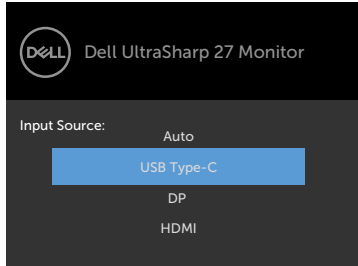 DELL
Dell UltraSharp 27 Monitor
Input Source:
Auto
USB Type-C
DP
HDMI